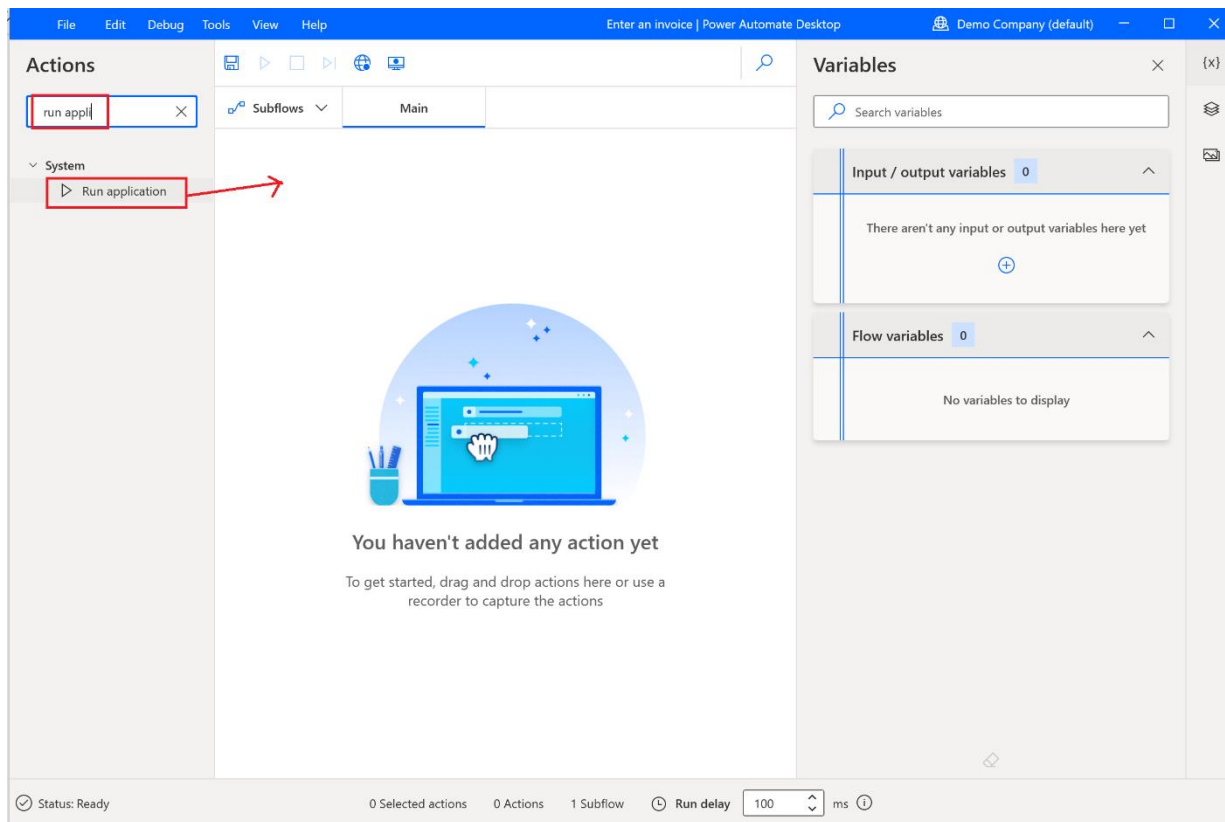 File Edit Debug Tools View Help Enter an invoice | Power Automate Desktop Demo Company (default)
Actions
run appli
System
Run application
Subflows Main
You haven't added any action yet
To get started, drag and drop actions here or use a
recorder to capture the actions
Variables
{x}
Search variables
Input / output variables 0
There aren't any input or output variables here yet
Flow variables 0
No variables to display
Status: Ready 0 Selected actions 0 Actions 1 Subflow Run delay 100 ms